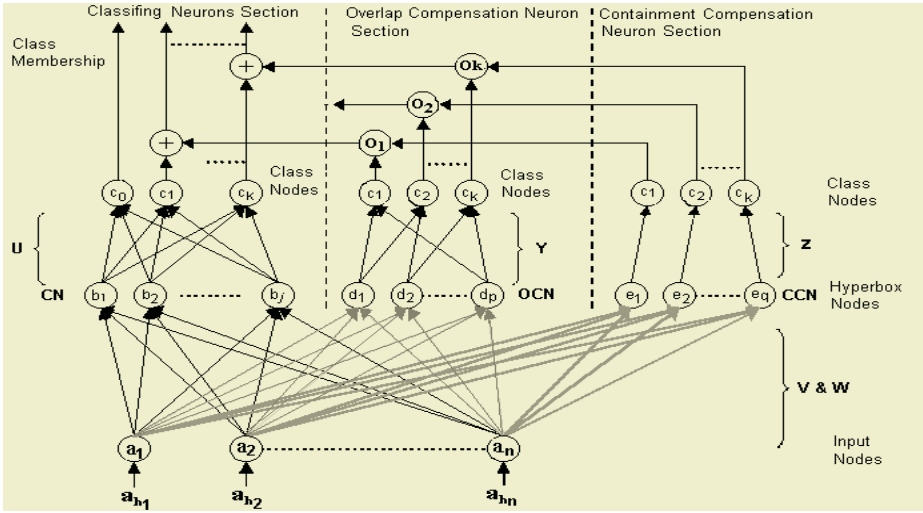 Classifing Neurons Section
Overlap Compensation Neuron Section
Containment Compensation Neuron Section
Class Membership
+
Ok
O2
+
O1
Class Nodes
Class Nodes
Class Nodes
c0 c1 ck
c1 c2 ck
c1 c2 ck
U
Y
Z
CN
b1 b2 bj
d1 d2 dp
OCN
e1 e2 eq
CCN
Hyperbox Nodes
V & W
a1 a2 an
Input Nodes
ah1 ah2 ahn